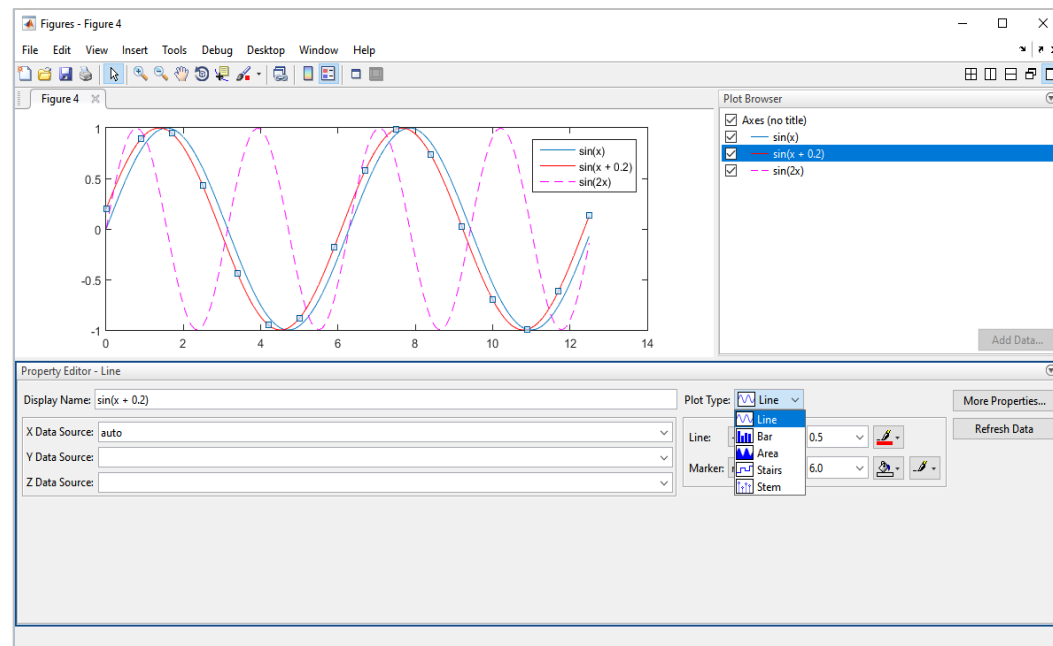 Figures - Figure 4
File Edit View Insert Tools Debug Desktop Window Help
Figure 4
1
0.5
0
-0.5
-1
0 2 4 6 8 10 12 14
sin(x)
sin(x + 0.2)
sin(2x)
Plot Browser
Axes (no title)
sin(x)
sin(x + 0.2)
sin(2x)
Add Data...
Property Editor - Line
Display Name: sin(x + 0.2)
X Data Source: auto
Y Data Source:
Z Data Source:
Plot Type: Line
Line
Bar
Area
Stairs
Stem
Line: 0.5
Marker: 6.0
More Properties...
Refresh Data